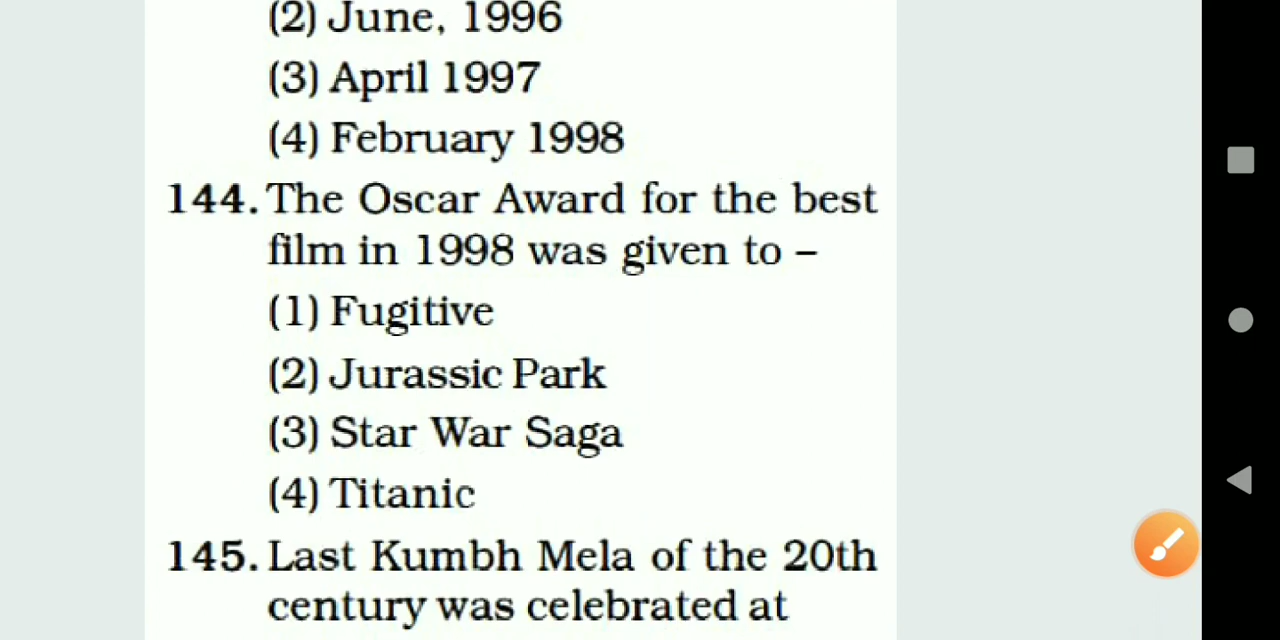 (2) June, 1996
(3) April 1997
(4) February 1998
144. The Oscar Award for the best
film in 1998 was given to –
(1) Fugitive
(2) Jurassic Park
(3) Star War Saga
(4) Titanic
145. Last Kumbh Mela of the 20th
century was celebrated at